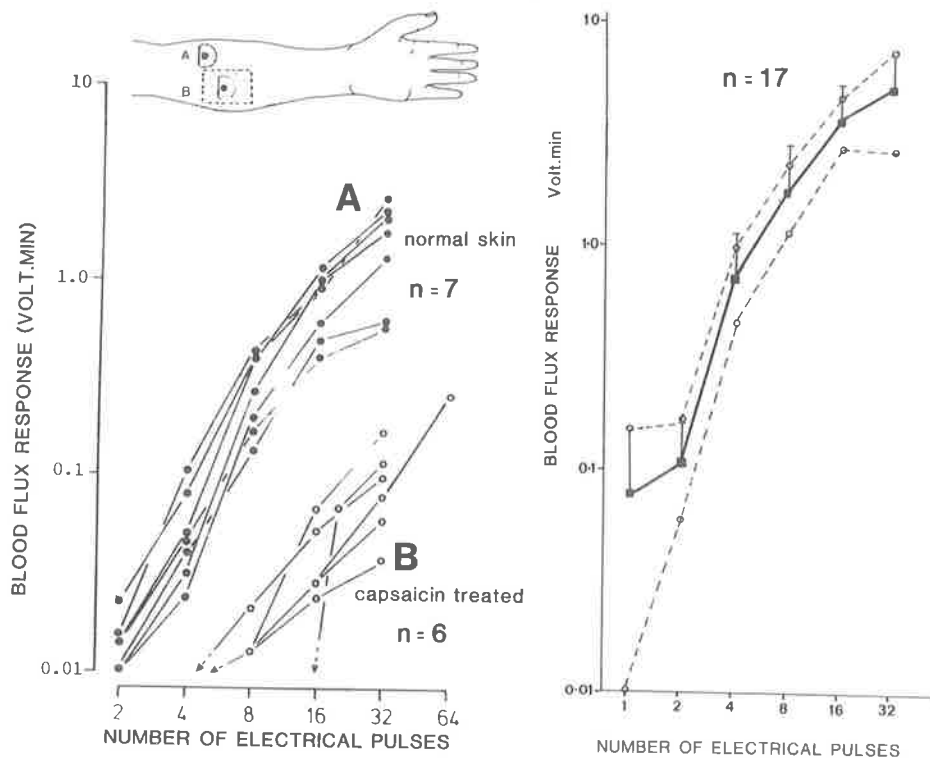 A
B
10
1.0
0.1
0.01
BLOOD FLUX RESPONSE (VOLT.MIN)
A
normal skin
n=7
B
capsaicin treated
n=6
2 4 8 16 32 64
NUMBER OF ELECTRICAL PULSES
10
1·0
0·1
0·01
BLOOD FLUX RESPONSE Volt.min
n=17
1 2 4 8 16 32
NUMBER OF ELECTRICAL PULSES